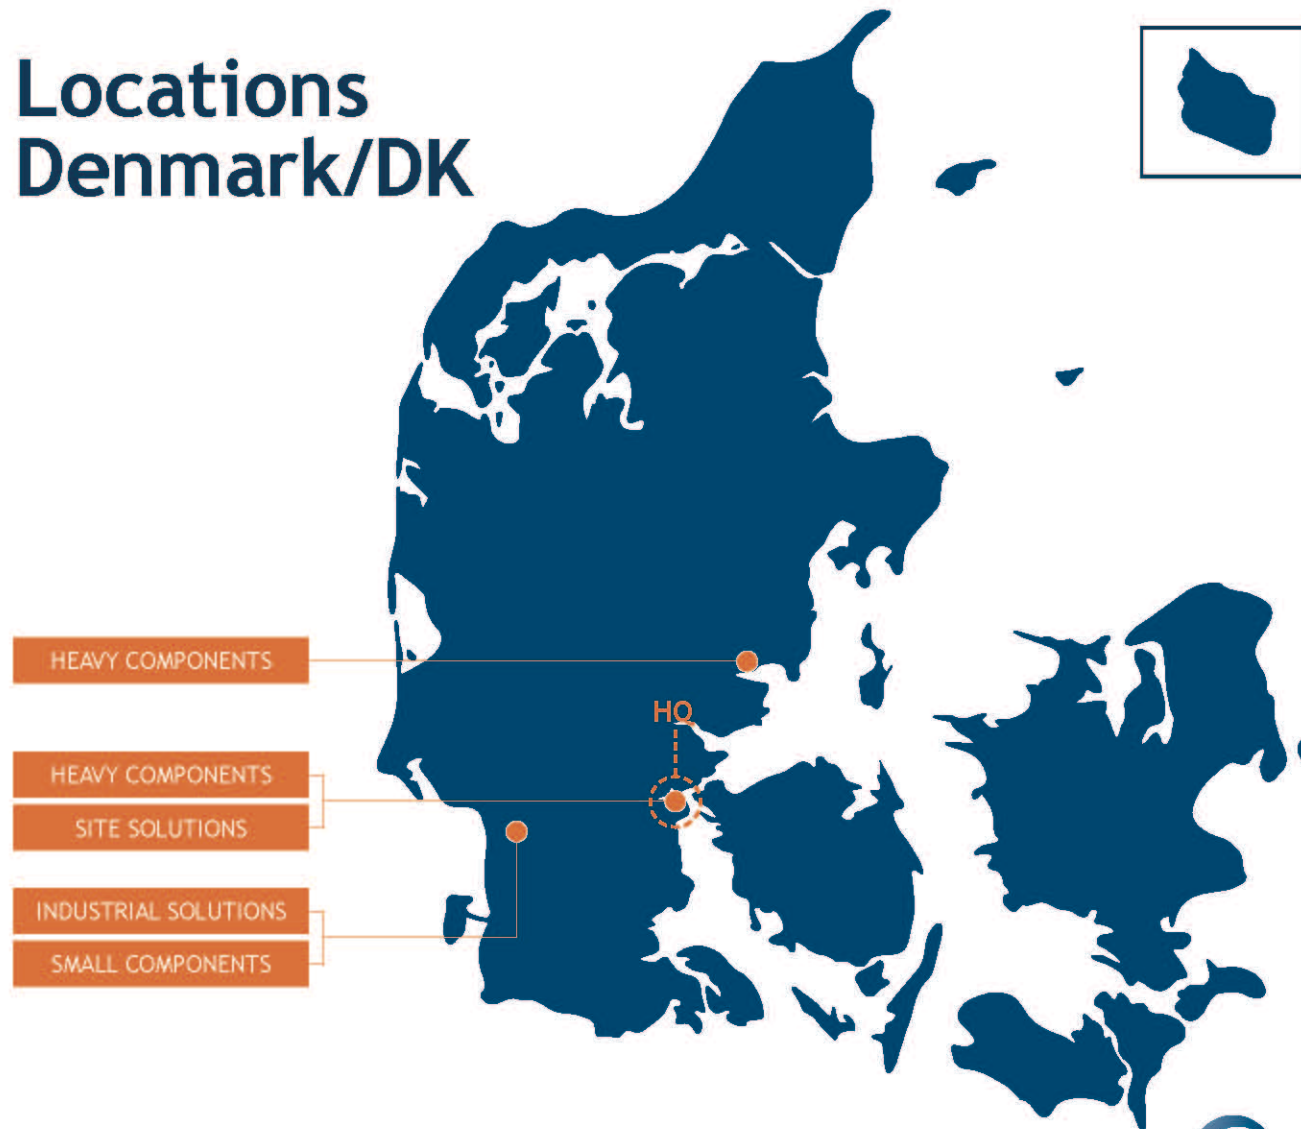 Locations
Denmark/DK
HEAVY COMPONENTS
HQ
HEAVY COMPONENTS
SITE SOLUTIONS
INDUSTRIAL SOLUTIONS
SMALL COMPONENTS